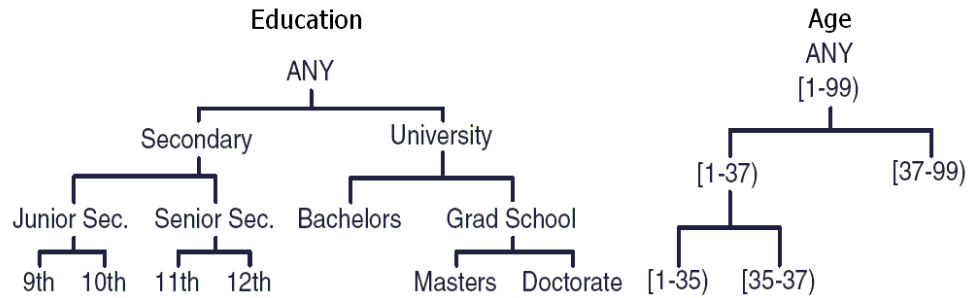 Education
Age
ANY
ANY
[1-99)
Secondary
University
[1-37)
[37-99)
Junior Sec.
Senior Sec.
Bachelors
Grad School
9th
10th
11th
12th
Masters
Doctorate
[1-35)
[35-37)